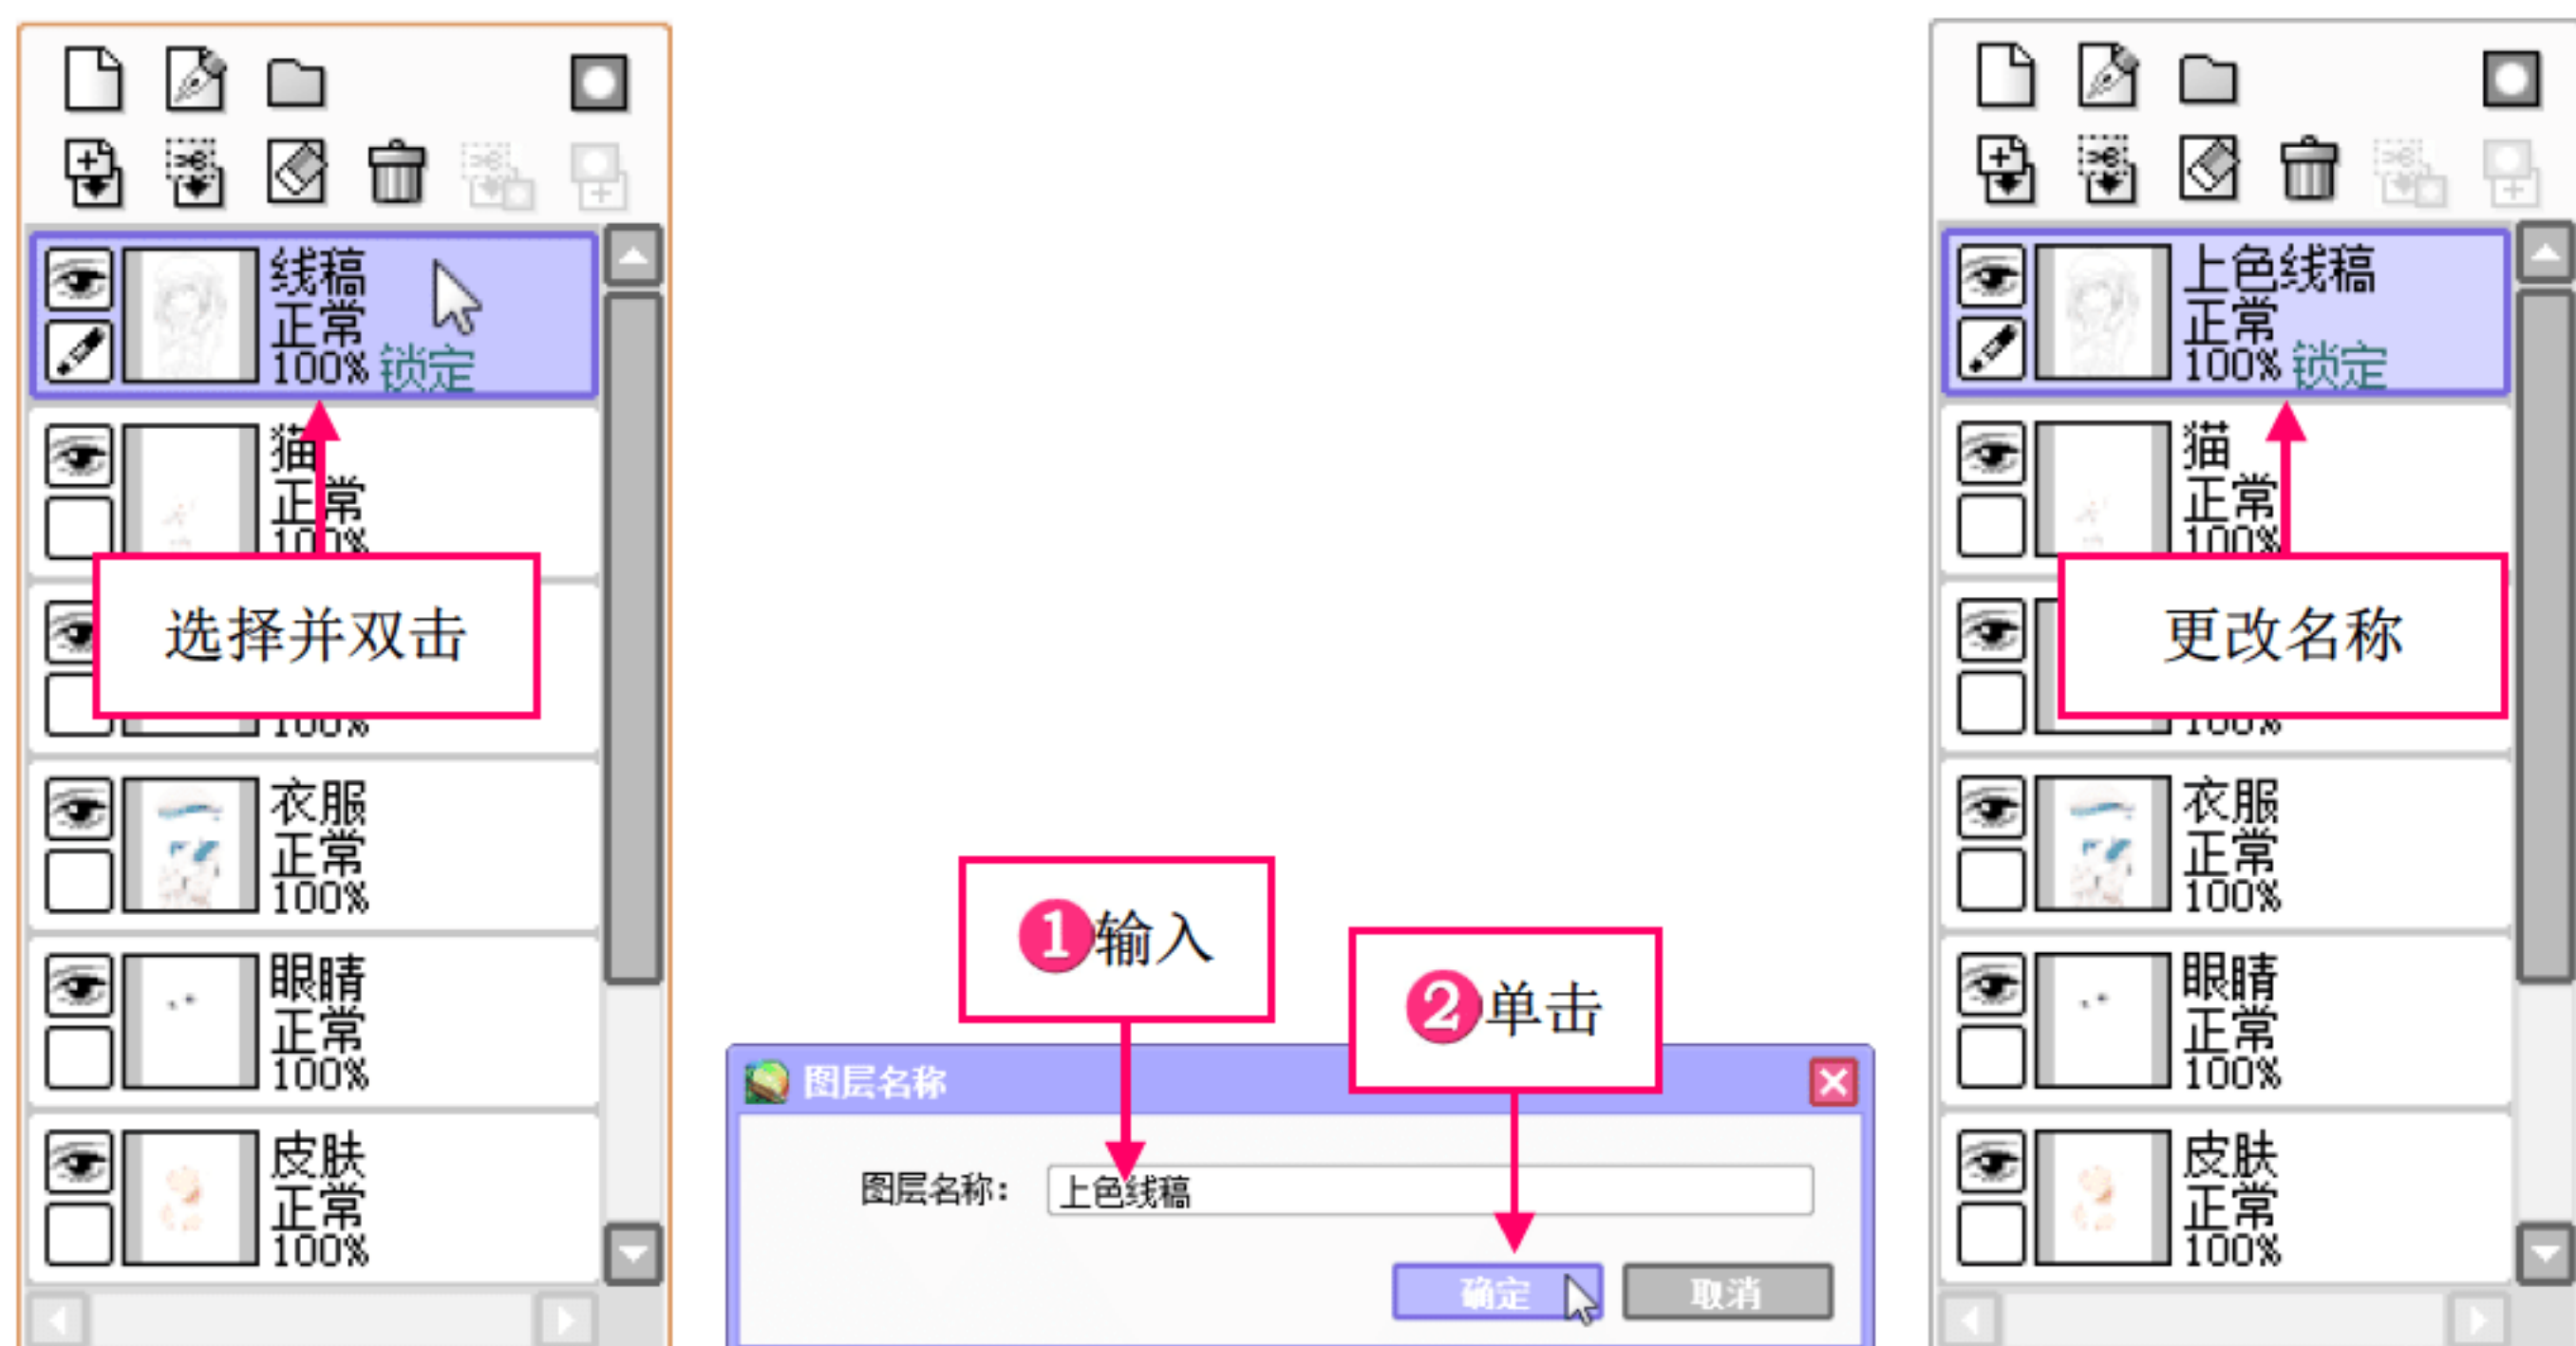 线稿
正常
100% 锁定
猫
正常
100%
选择并双击
100%
衣服
正常
100%
眼睛
正常
100%
皮肤
正常
100%
1输入
2单击
图层名称
图层名称：
上色线稿
确定
取消
上色线稿
正常
100% 锁定
猫
正常
100%
更改名称
100%
衣服
正常
100%
眼睛
正常
100%
皮肤
正常
100%